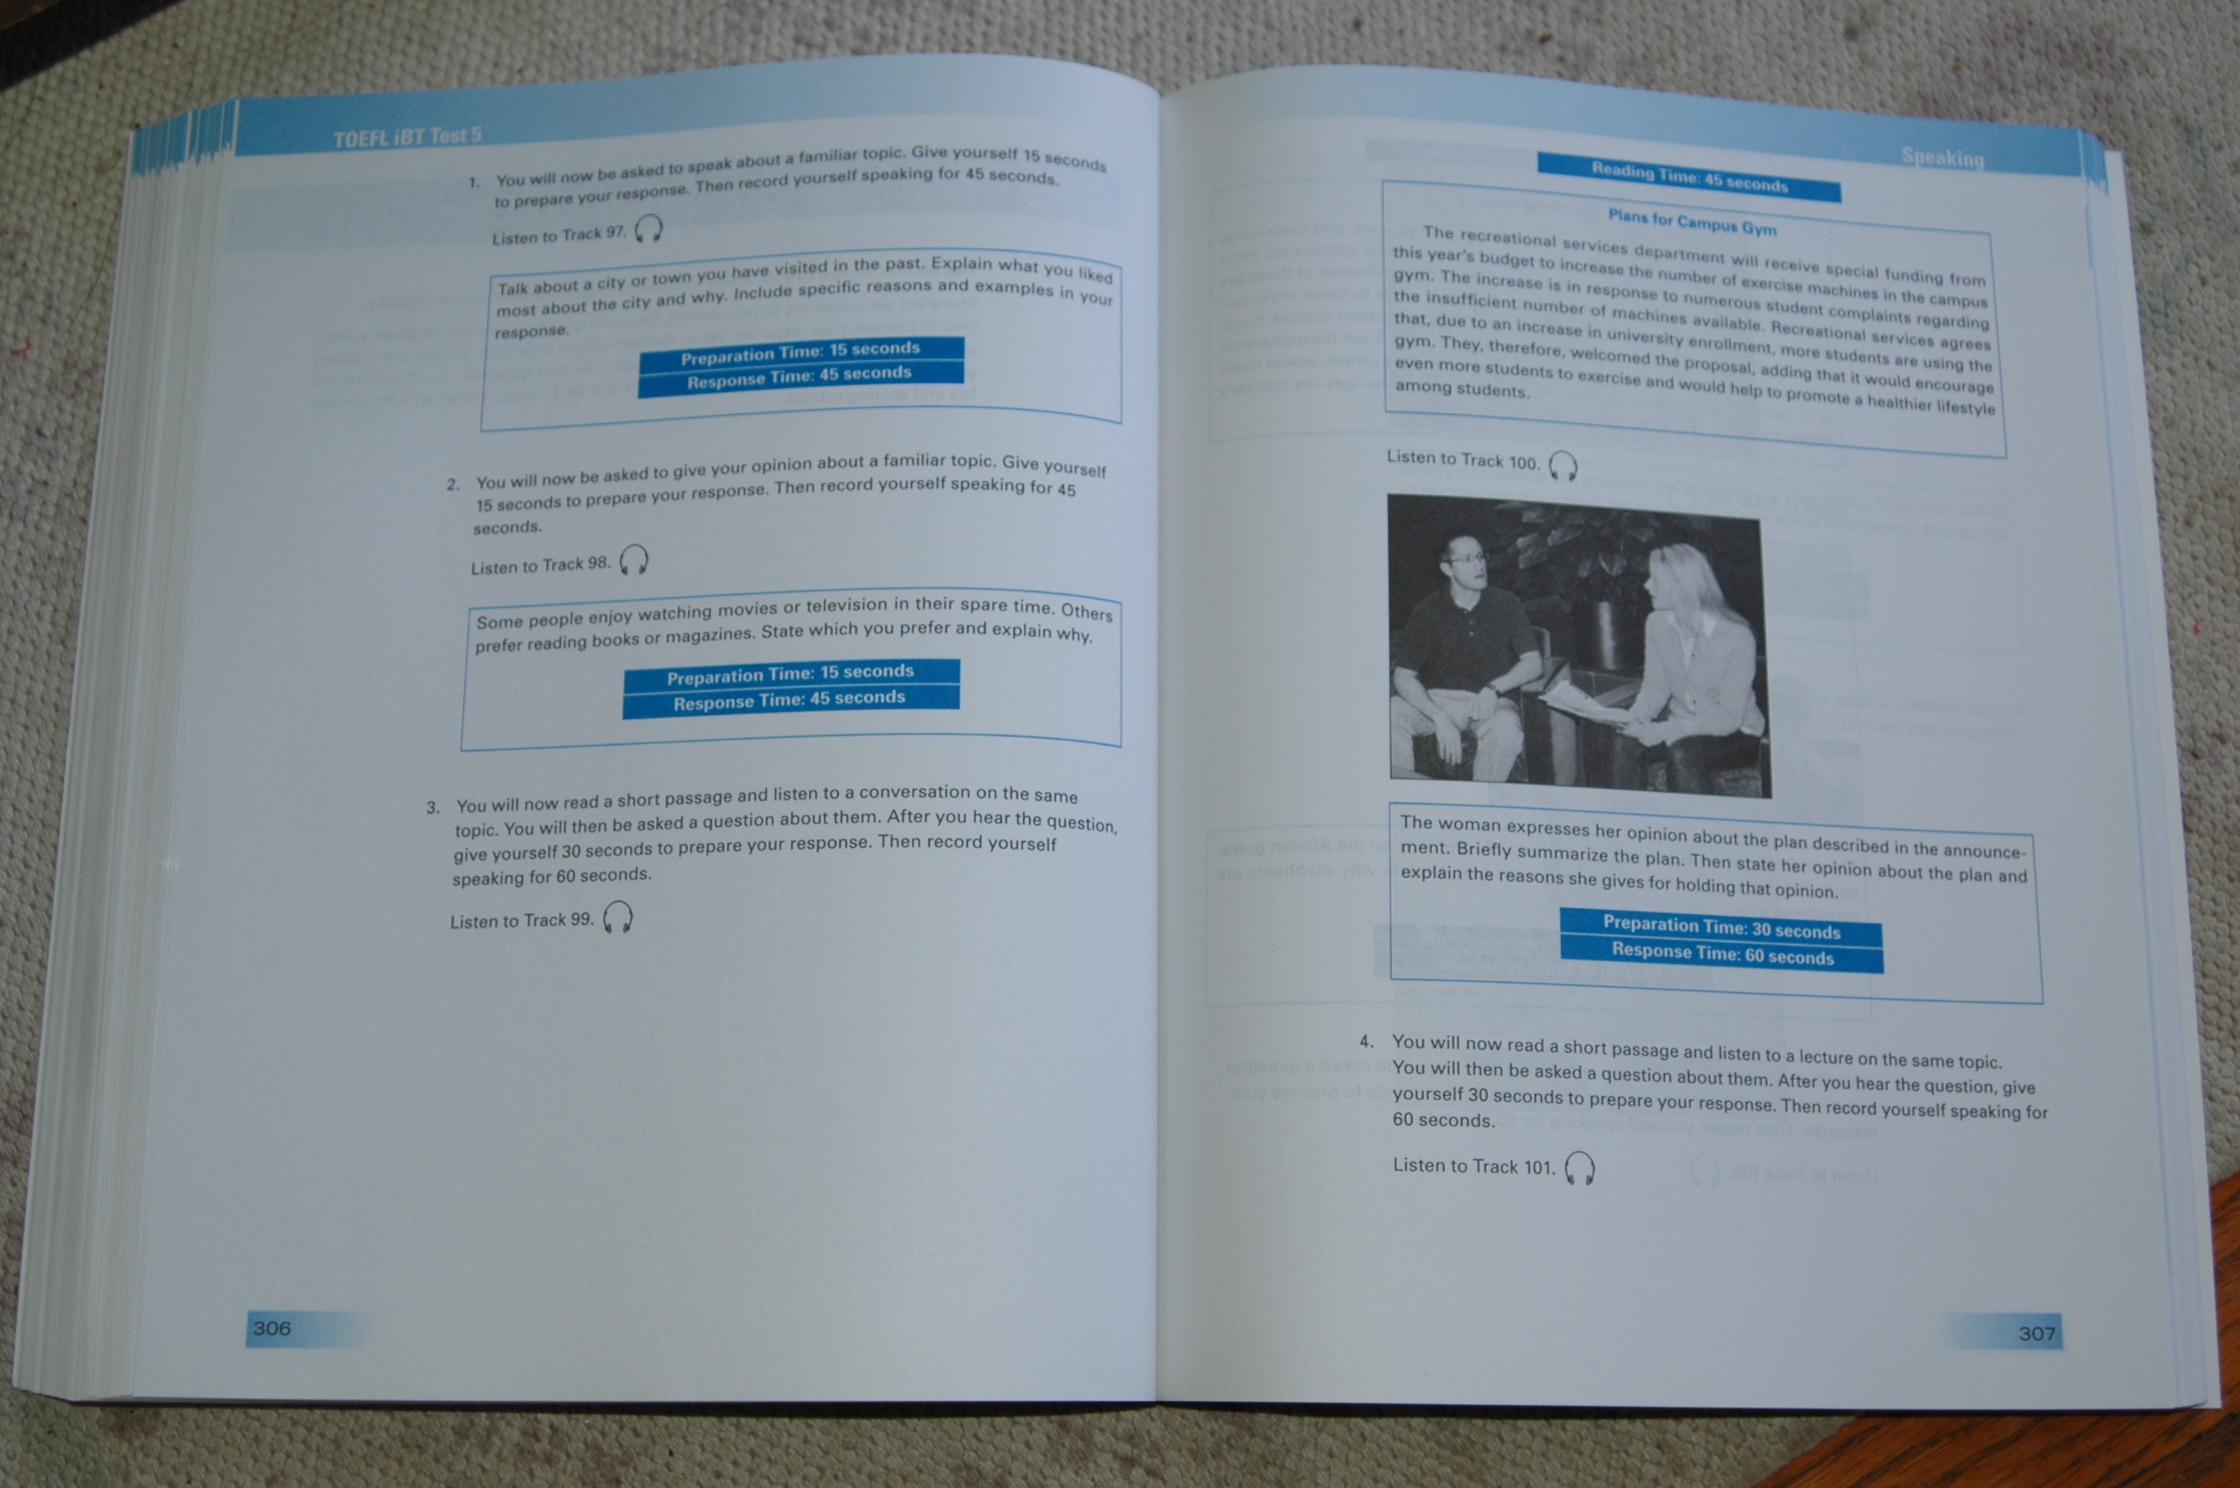 TOEFL iBT Test 5
1. You will now be asked to speak about a familiar topic. Give yourself 15 seconds
to prepare your response. Then record yourself speaking for 45 seconds.
Listen to Track 97.
Talk about a city or town you have visited in the past. Explain what you liked
most about the city and why. Include specific reasons and examples in your
response.
Preparation Time: 15 seconds
Response Time: 45 seconds
2. You will now be asked to give your opinion about a familiar topic. Give yourself
15 seconds to prepare your response. Then record yourself speaking for 45
seconds.
Listen to Track 98.
Some people enjoy watching movies or television in their spare time. Others
prefer reading books or magazines. State which you prefer and explain why.
Preparation Time: 15 seconds
Response Time: 45 seconds
3. You will now read a short passage and listen to a conversation on the same
topic. You will then be asked a question about them. After you hear the question,
give yourself 30 seconds to prepare your response. Then record yourself
speaking for 60 seconds.
Listen to Track 99.
306
Speaking
Reading Time: 45 seconds
Plans for Campus Gym
The recreational services department will receive special funding from
this year's budget to increase the number of exercise machines in the campus
gym. The increase is in response to numerous student complaints regarding
the insufficient number of machines available. Recreational services agrees
that, due to an increase in university enrollment, more students are using the
gym. They, therefore, welcomed the proposal, adding that it would encourage
even more students to exercise and would help to promote a healthier lifestyle
among students.
Listen to Track 100.
The woman expresses her opinion about the plan described in the announce-
ment. Briefly summarize the plan. Then state her opinion about the plan and
explain the reasons she gives for holding that opinion.
Preparation Time: 30 seconds
Response Time: 60 seconds
4. You will now read a short passage and listen to a lecture on the same topic.
You will then be asked a question about them. After you hear the question, give
yourself 30 seconds to prepare your response. Then record yourself speaking for
60 seconds.
Listen to Track 101.
307